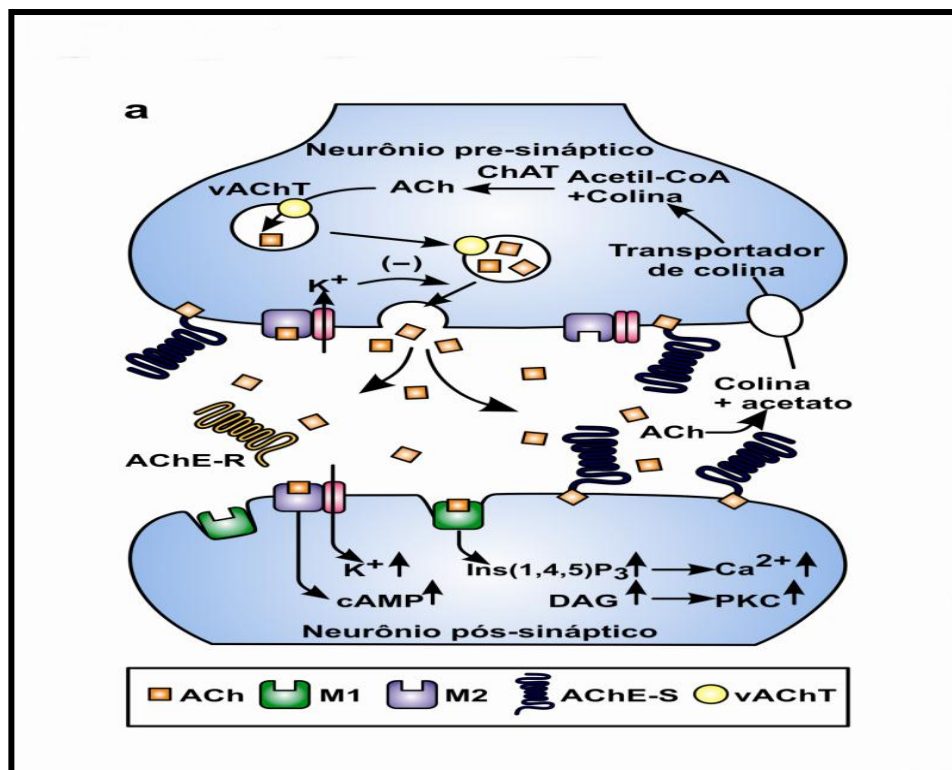 a
Neurônio pre-sináptico
vAChT
ACh
ChAT
Acetil-CoA
+Colina
Transportador
de colina
(−)
K+
Colina
+ acetato
ACh
AChE-R
K+
cAMP
Ins(1,4,5)P3
Ca2+
DAG
PKC
Neurônio pós-sináptico
ACh M1 M2 AChE-S vAChT